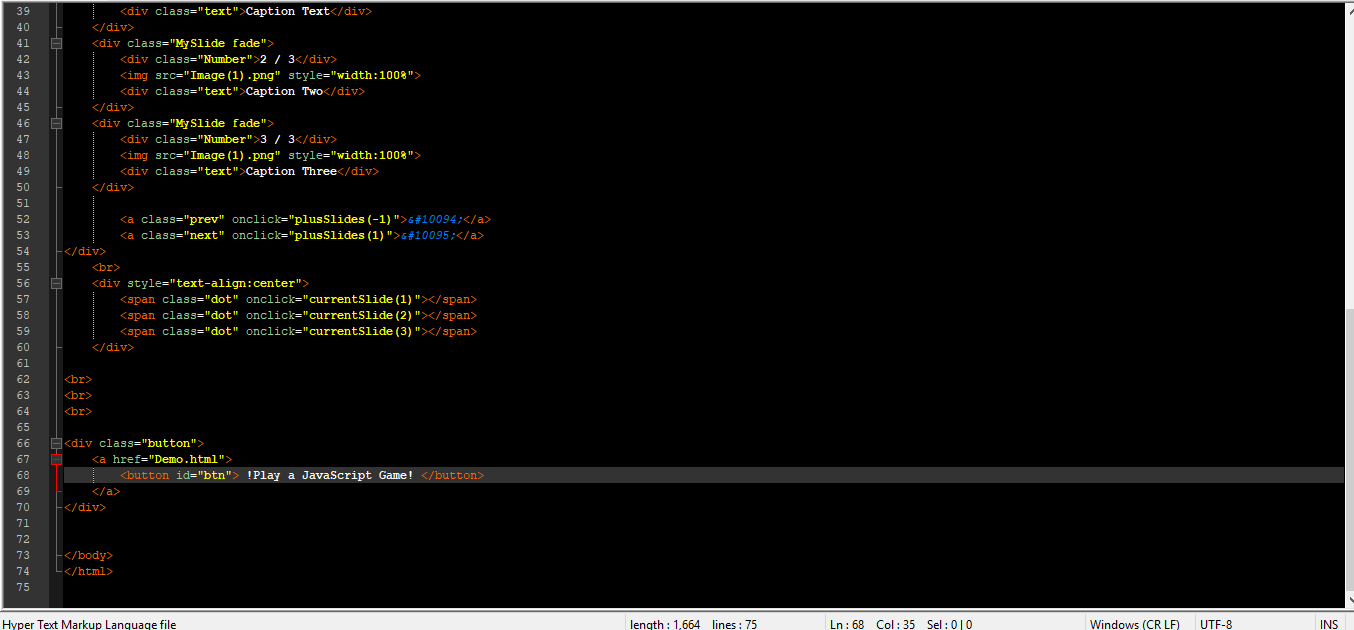 39 <div class="text">Caption Text</div>
40 </div>
41 <div class="MySlide fade">
42 <div class="Number">2 / 3</div>
43 <img src="Image(1).png" style="width:100%">
44 <div class="text">Caption Two</div>
45 </div>
46 <div class="MySlide fade">
47 <div class="Number">3 / 3</div>
48 <img src="Image(1).png" style="width:100%">
49 <div class="text">Caption Three</div>
50 </div>
51
52 <a class="prev" onclick="plusSlides(-1)">&#10094;</a>
53 <a class="next" onclick="plusSlides(1)">&#10095;</a>
54 </div>
55 <br>
56 <div style="text-align:center">
57 <span class="dot" onclick="currentSlide(1)"></span>
58 <span class="dot" onclick="currentSlide(2)"></span>
59 <span class="dot" onclick="currentSlide(3)"></span>
60 </div>
61
62 <br>
63 <br>
64 <br>
65
66 <div class="button">
67 <a href="Demo.html">
68 <button id="btn"> !Play a JavaScript Game! </button>
69 </a>
70 </div>
71
72
73 </body>
74 </html>
75
Hyper Text Markup Language file length : 1,664 lines : 75 Ln : 68 Col : 35 Sel : 0 | 0 Windows (CR LF) UTF-8 INS